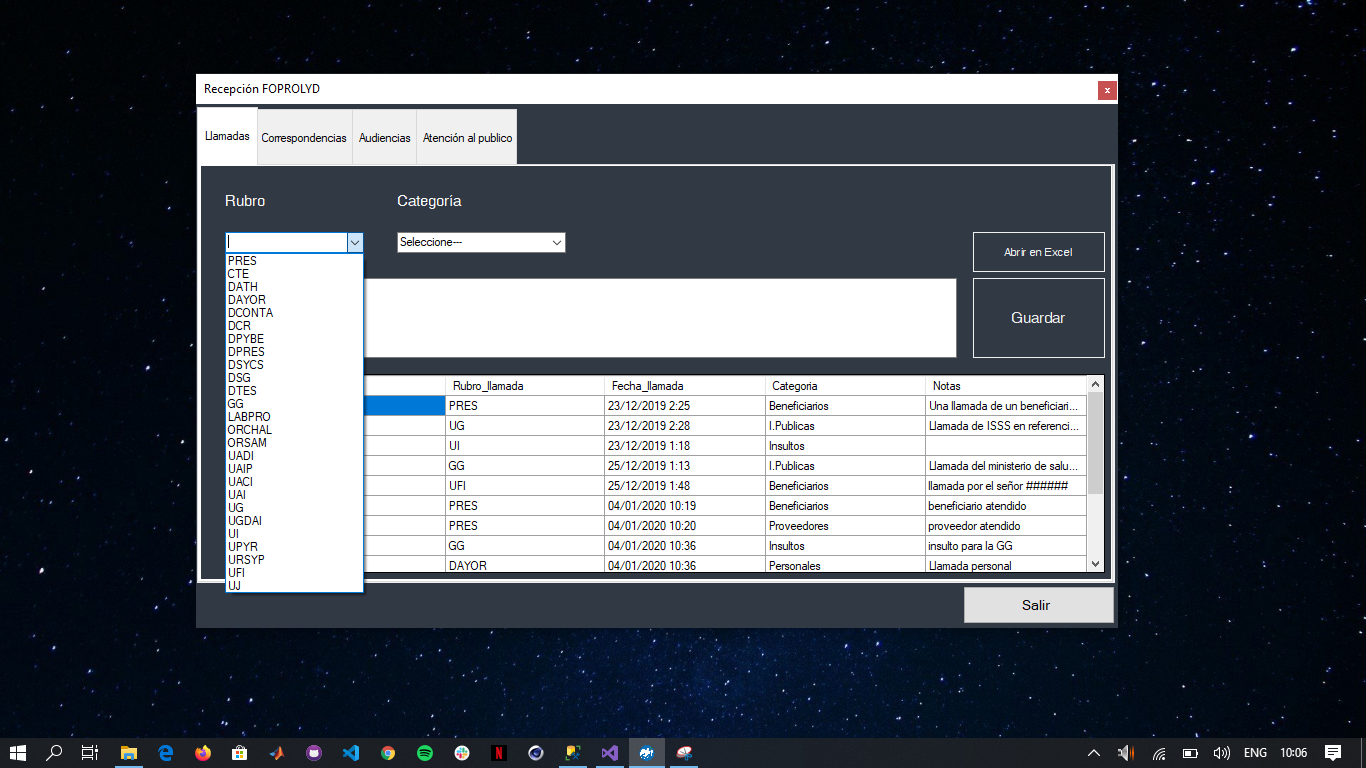 Recepción FOPROLYD
x
Llamadas
Correspondencias
Audiencias
Atención al publico
Rubro
Categoría
Seleccione---
Abrir en Excel
Guardar
PRES
CTE
DATH
DAYOR
DCONTA
DCR
DPYBE
DPRES
DSYCS
DSG
DTES
GG
LABPRO
ORCHAL
ORSAM
UADI
UAIP
UACI
UAI
UG
UGDAI
UI
UPYR
URSYP
UFI
UJ
Rubro_llamada Fecha_llamada Categoria Notas
PRES 23/12/2019 2:25 Beneficiarios Una llamada de un beneficiari...
UG 23/12/2019 2:28 I.Publicas Llamada de ISSS en referenci...
UI 23/12/2019 1:18 Insultos
GG 25/12/2019 1:13 I.Publicas Llamada del ministerio de salu...
UFI 25/12/2019 1:48 Beneficiarios llamada por el señor ######
PRES 04/01/2020 10:19 Beneficiarios beneficiario atendido
PRES 04/01/2020 10:20 Proveedores proveedor atendido
GG 04/01/2020 10:36 Insultos insulto para la GG
DAYOR 04/01/2020 10:36 Personales Llamada personal
Salir
N
ENG 10:06